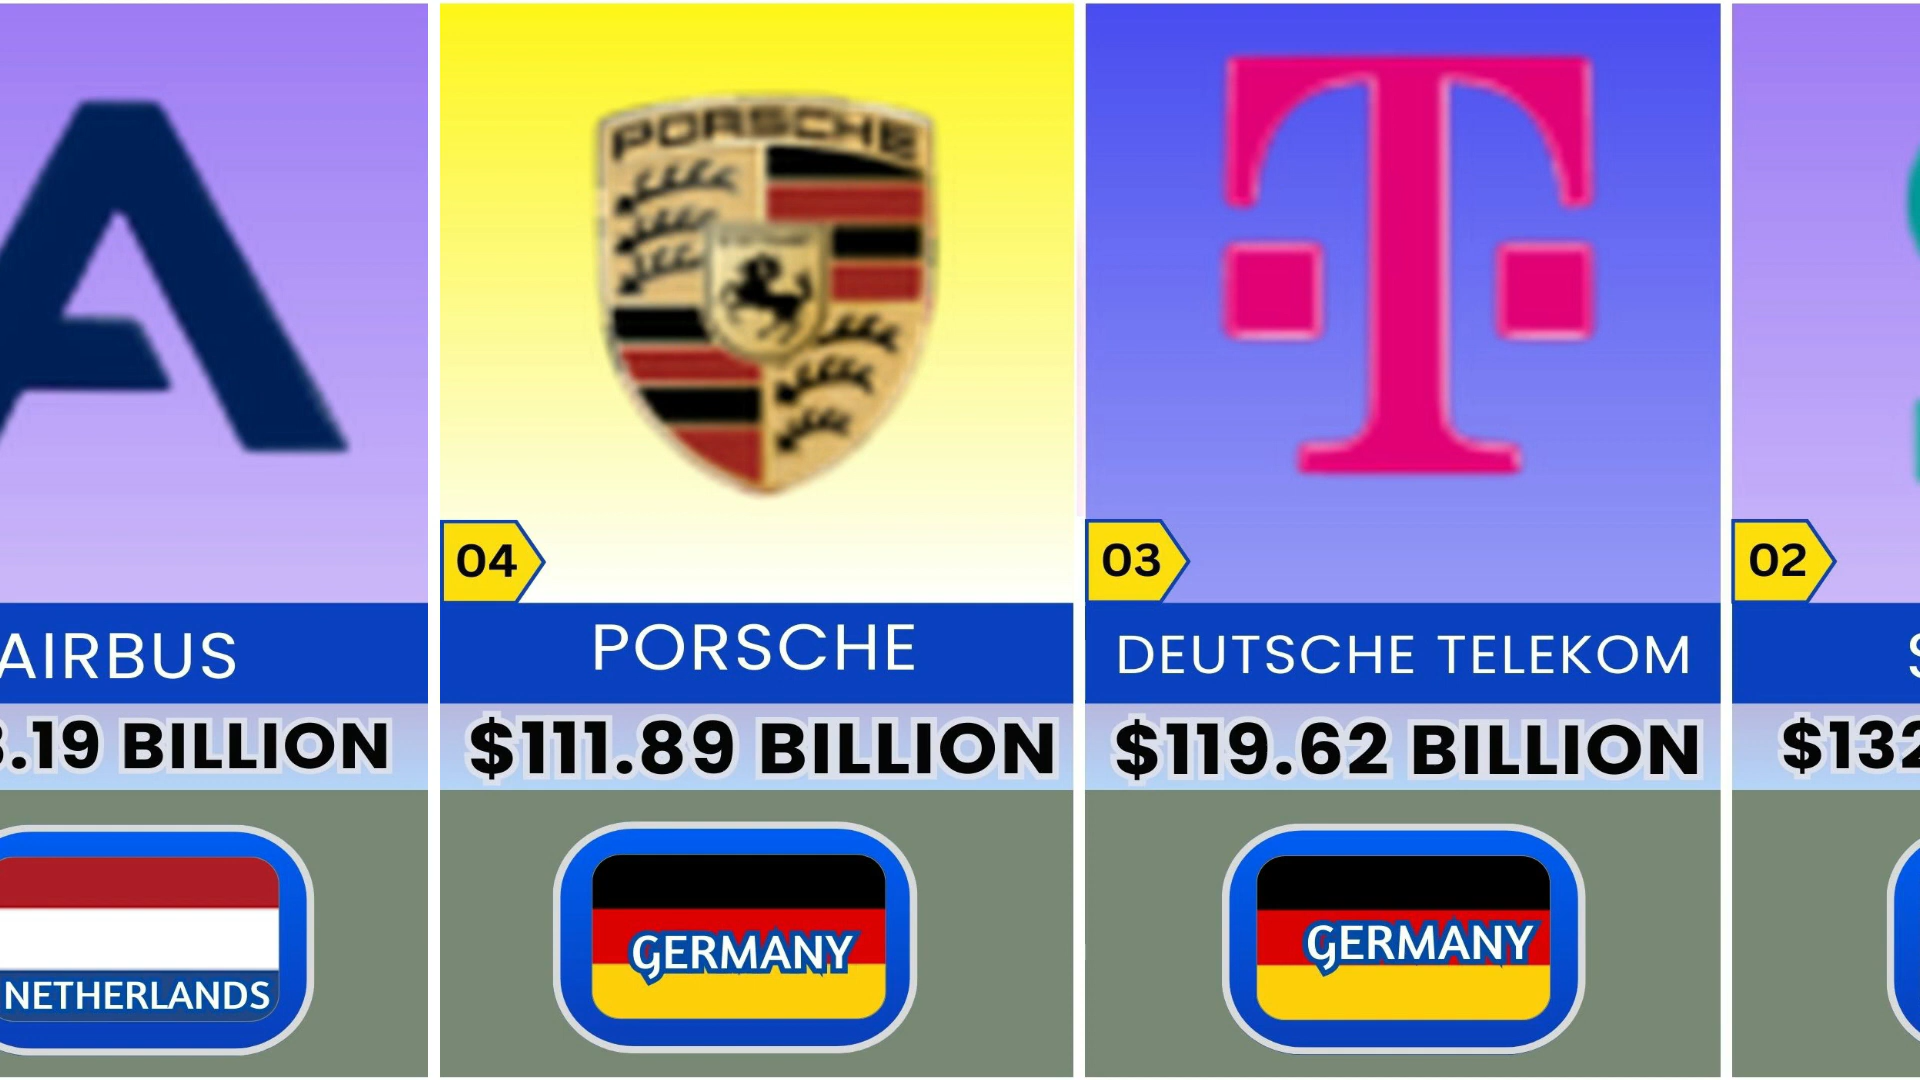 AIRBUS
.19 BILLION
NETHERLANDS
PORSCHE
04
PORSCHE
$111.89 BILLION
GERMANY
T
03
DEUTSCHE TELEKOM
$119.62 BILLION
GERMANY
02
$132